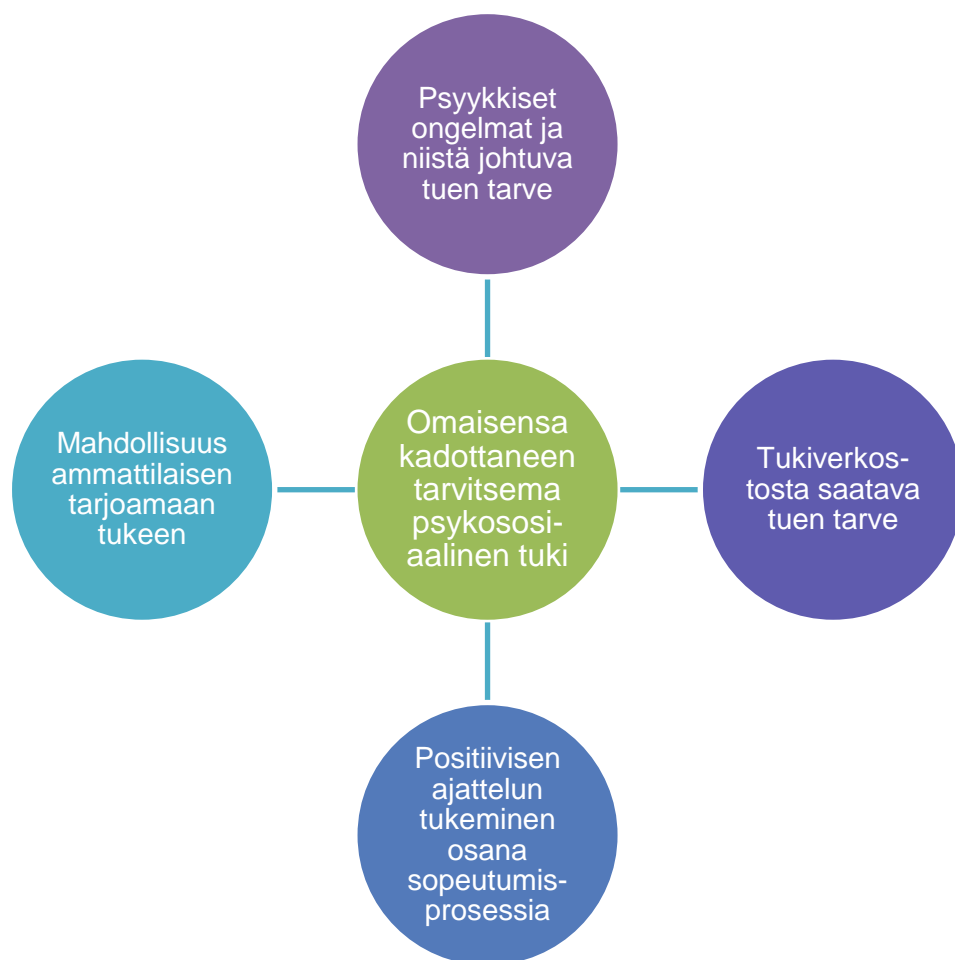 Psyykkiset
ongelmat ja
niistä johtuva
tuen tarve
Mahdollisuus
ammattilaisen
tarjoamaan
tukeen
Omaisensa
kadottaneen
tarvitsema
psykososi-
aalinen tuki
Tukiverkos-
tosta saatava
tuen tarve
Positiivisen
ajattelun
tukeminen
osana
sopeutumis-
prosessia